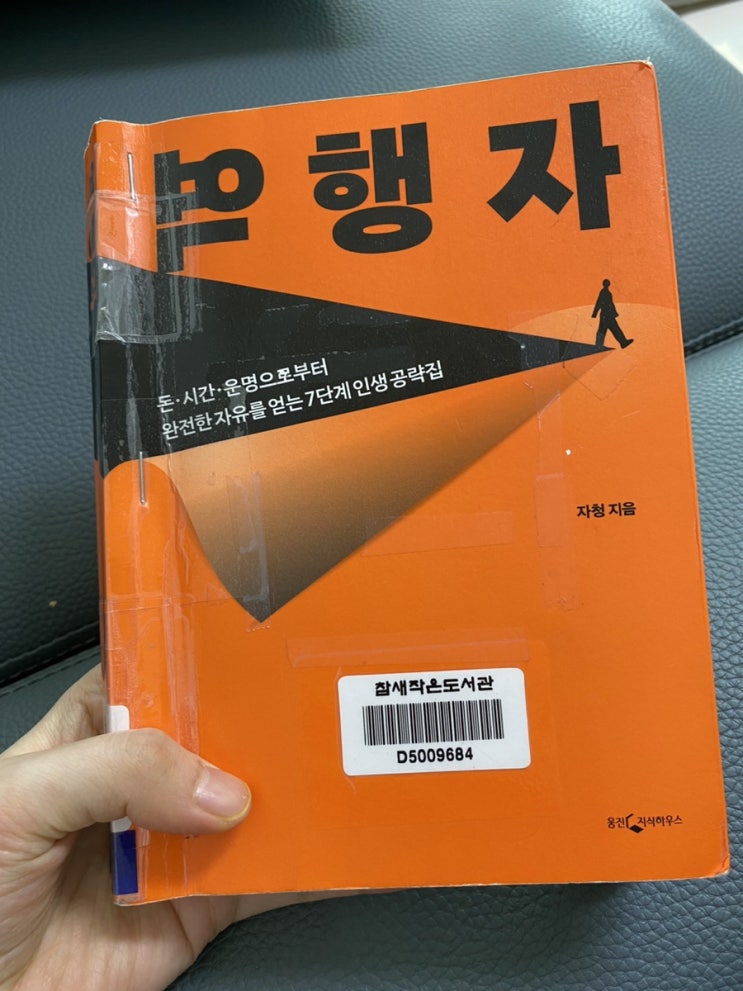 역행자
돈·시간·운명으로부터
완전한 자유를 얻는 7단계 인생 공략집
자청 지음
참새작은도서관
D5009684
웅진 지식하우스